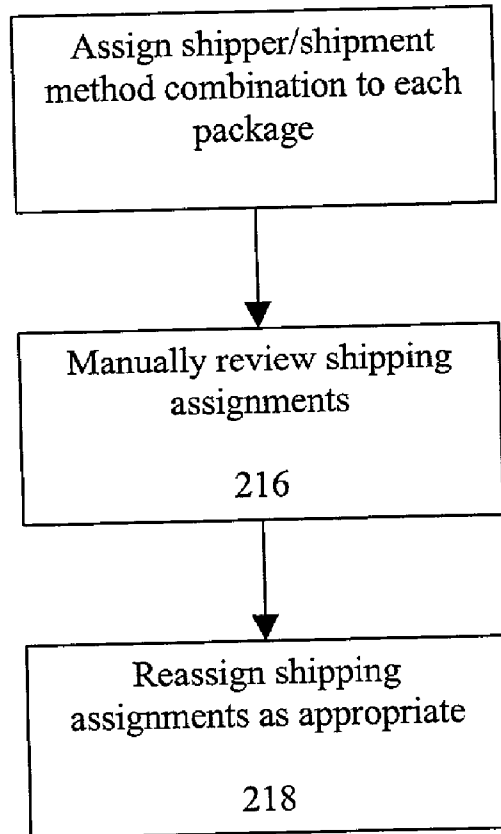 Assign shipper/shipment
method combination to each
package
Manually review shipping
assignments
216
Reassign shipping
assignments as appropriate
218